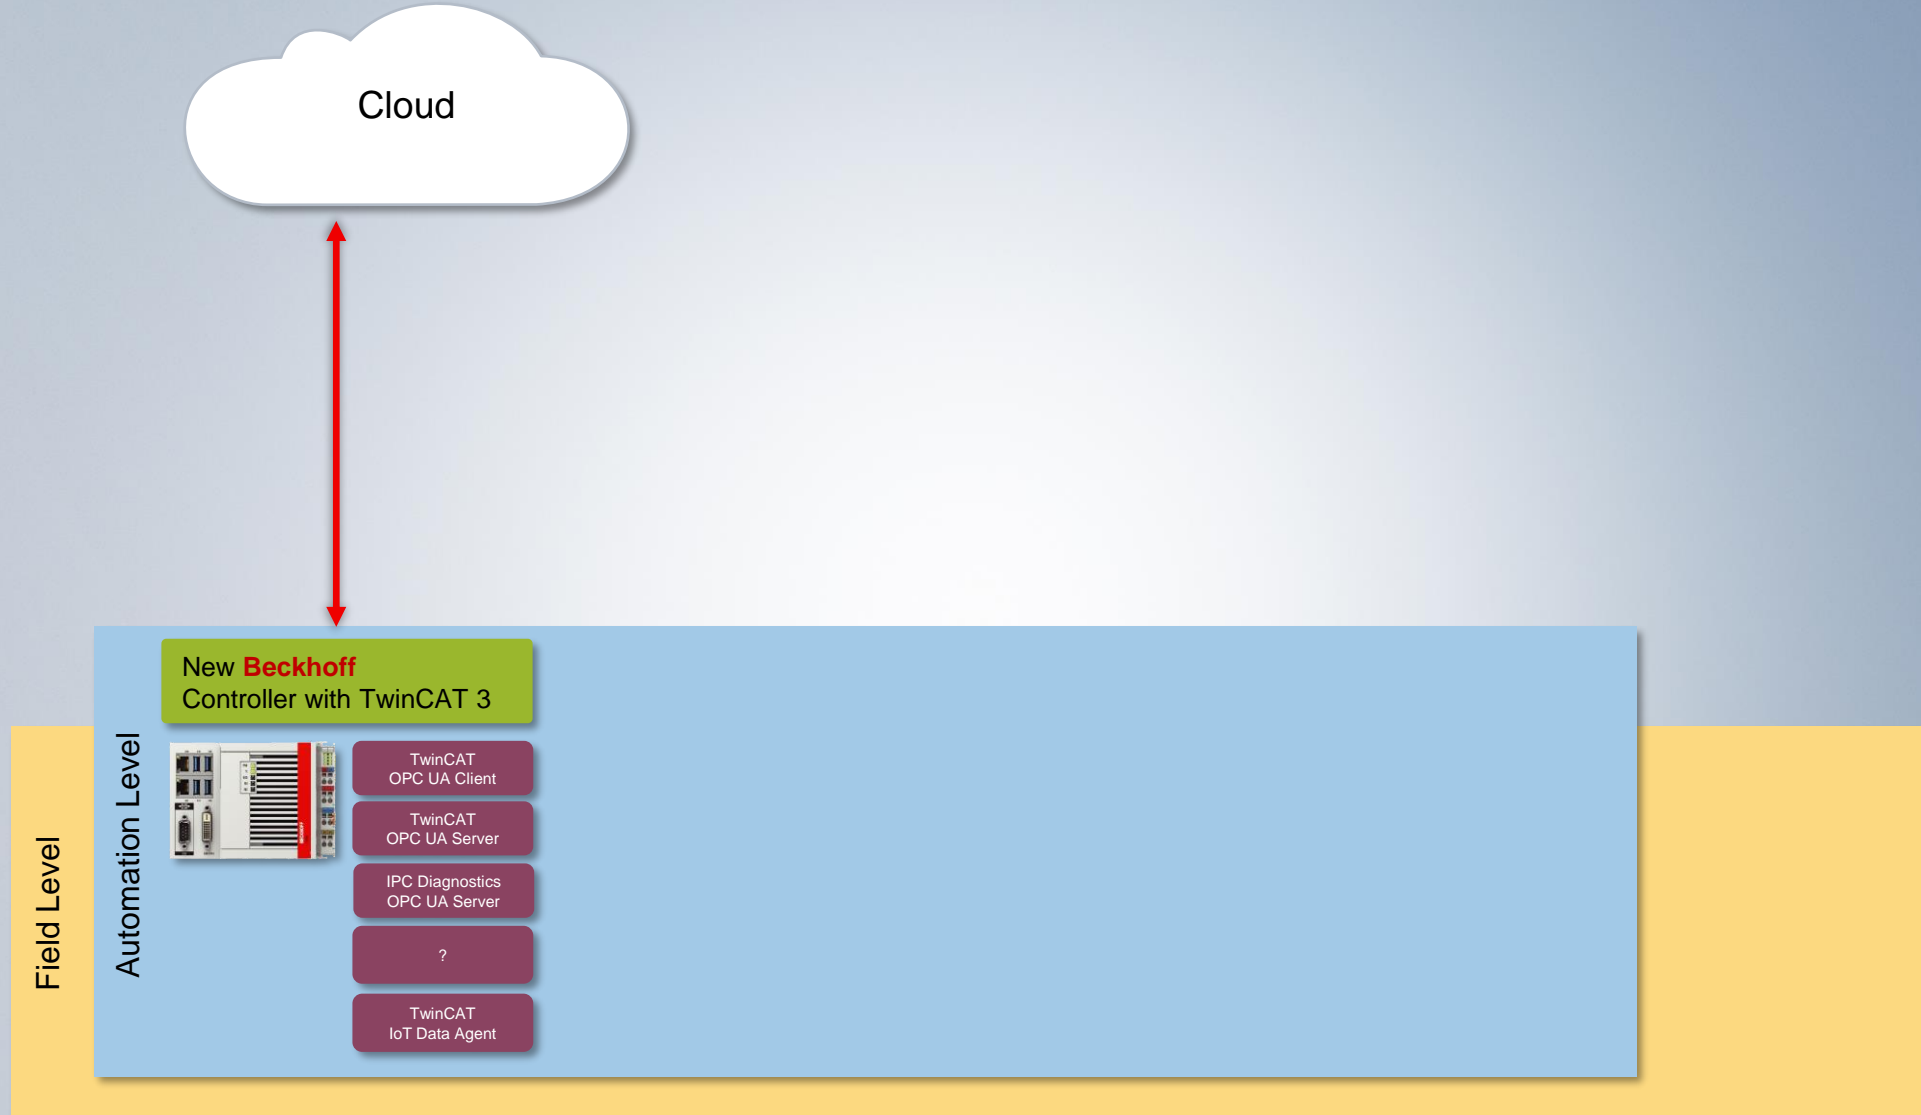 Cloud
New Beckhoff
Controller with TwinCAT 3
TwinCAT
OPC UA Client
TwinCAT
OPC UA Server
IPC Diagnostics
OPC UA Server
?
TwinCAT
IoT Data Agent
Automation Level
Field Level